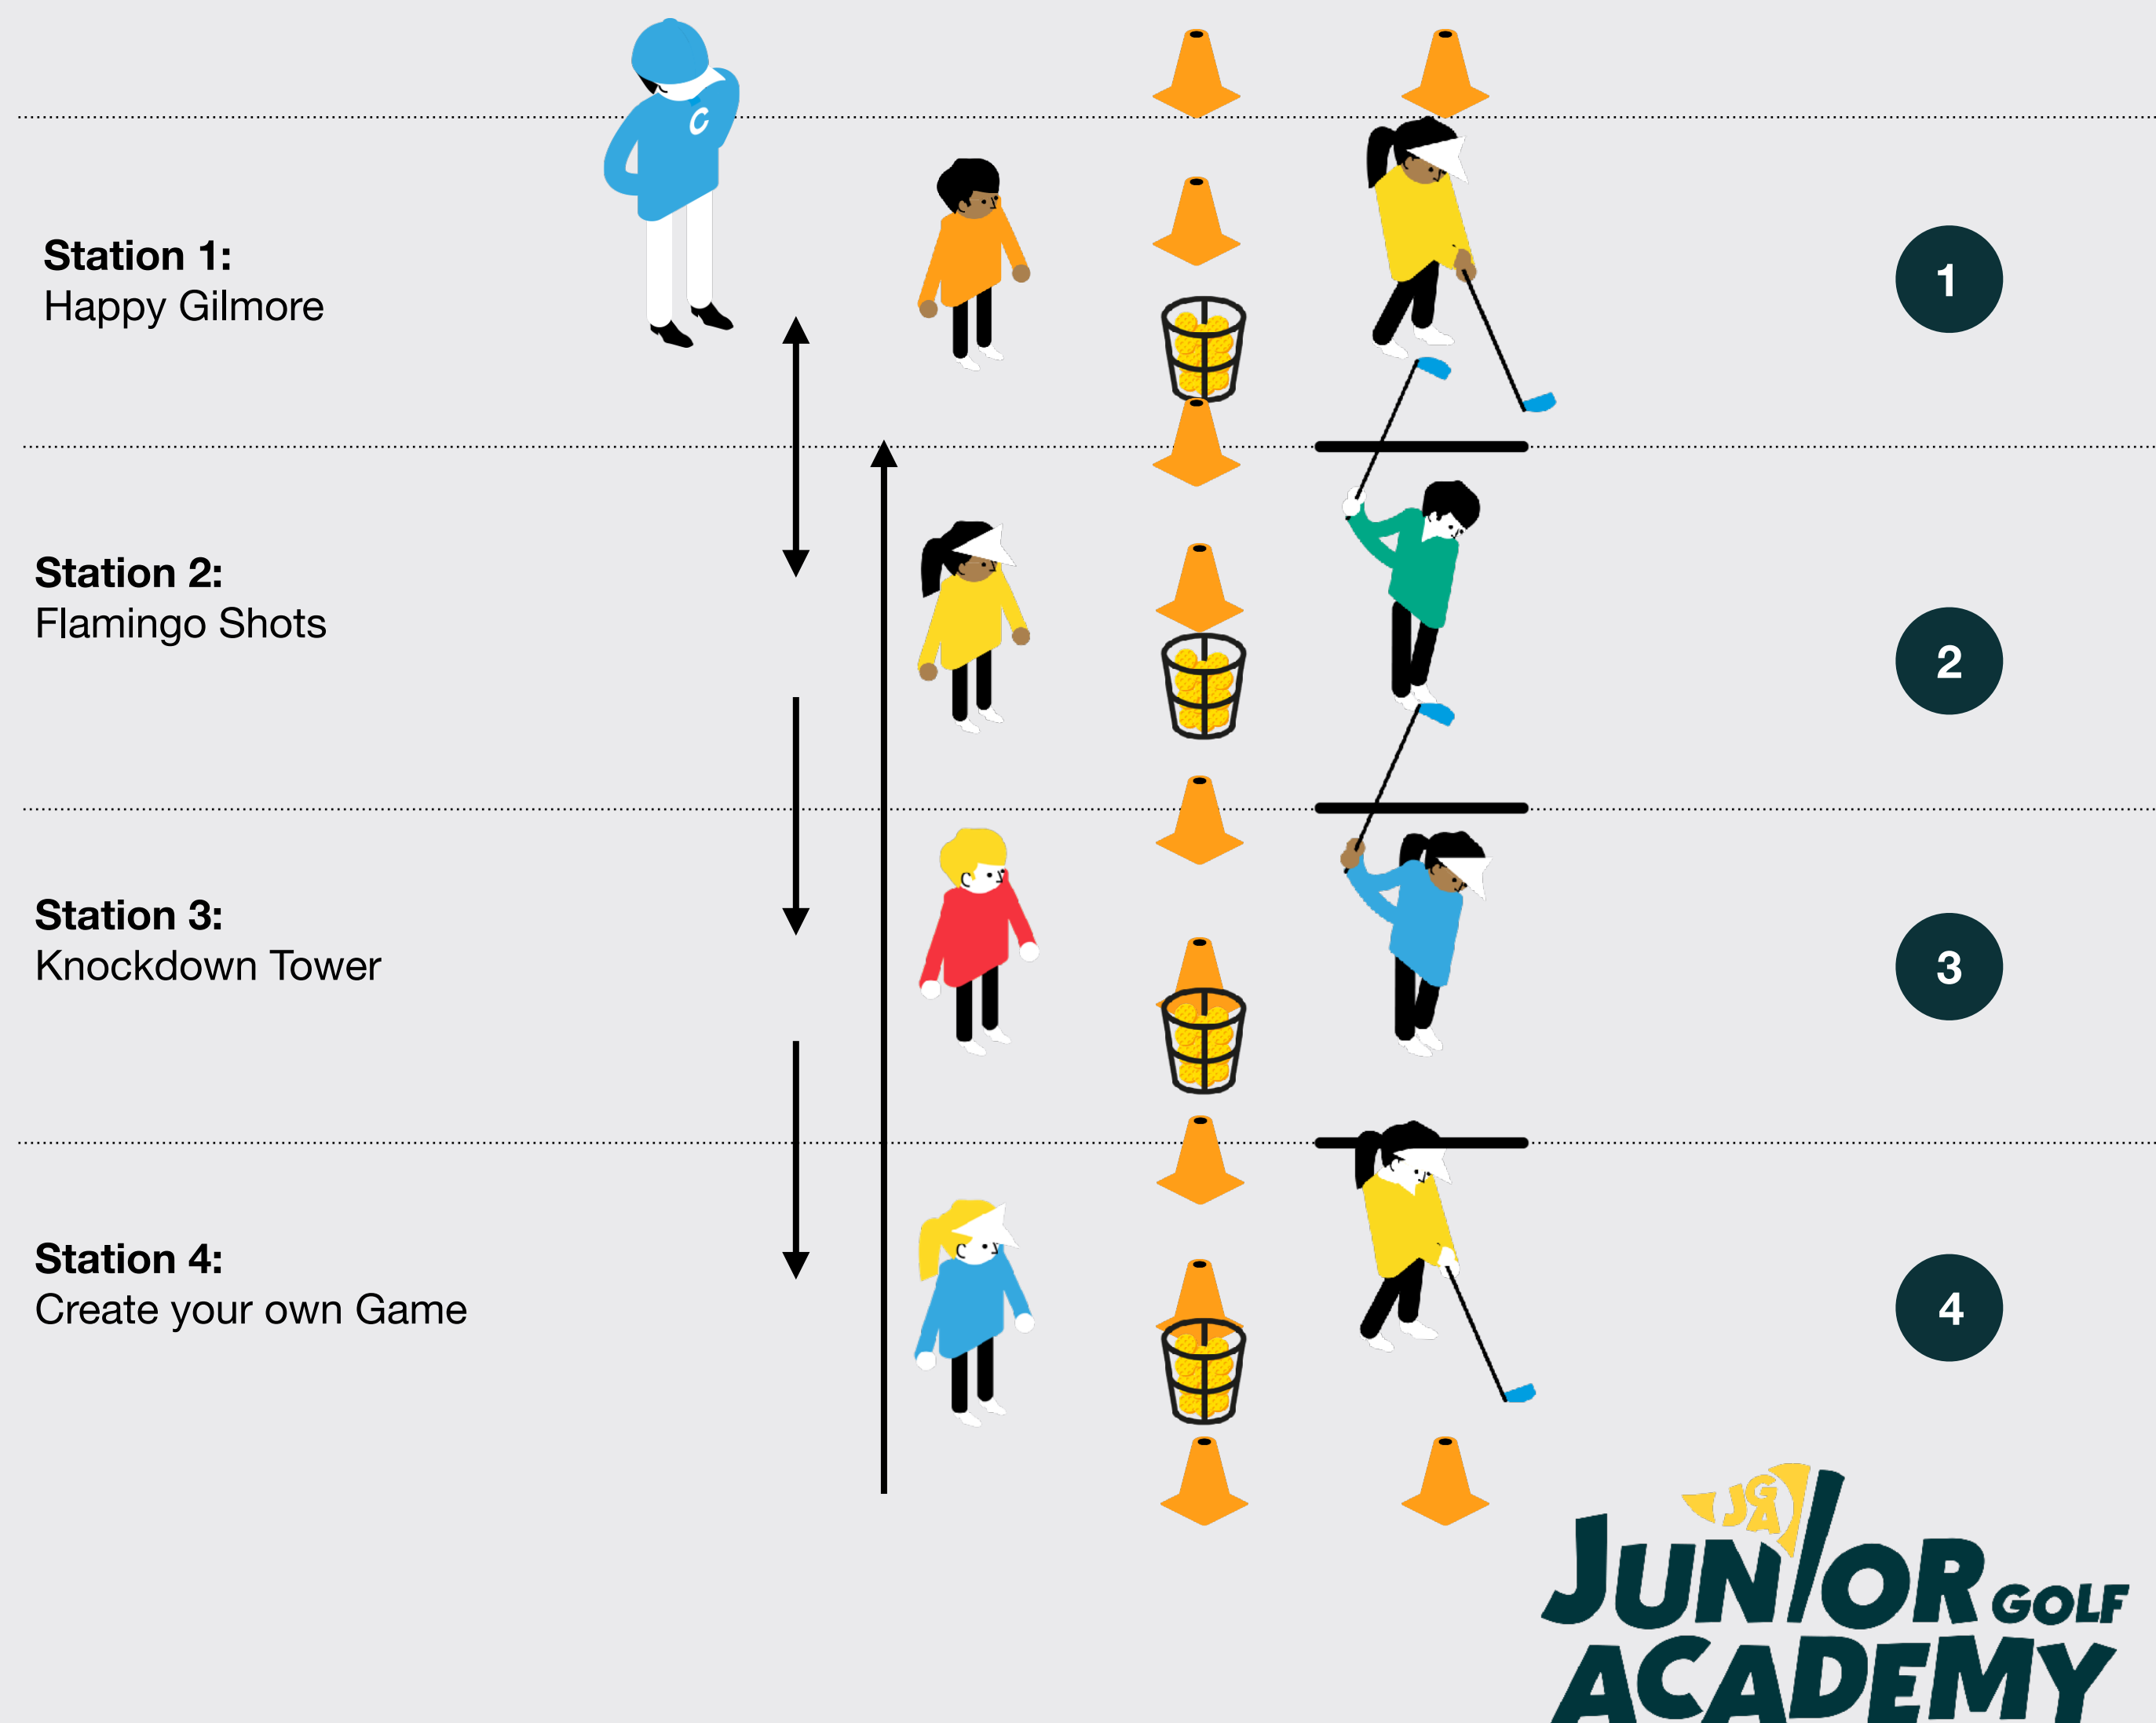 C
Station 1:
Happy Gilmore
1
Station 2:
Flamingo Shots
2
Station 3:
Knockdown Tower
3
Station 4:
Create your own Game
4
JGA
JUNIOR GOLF
ACADEMY